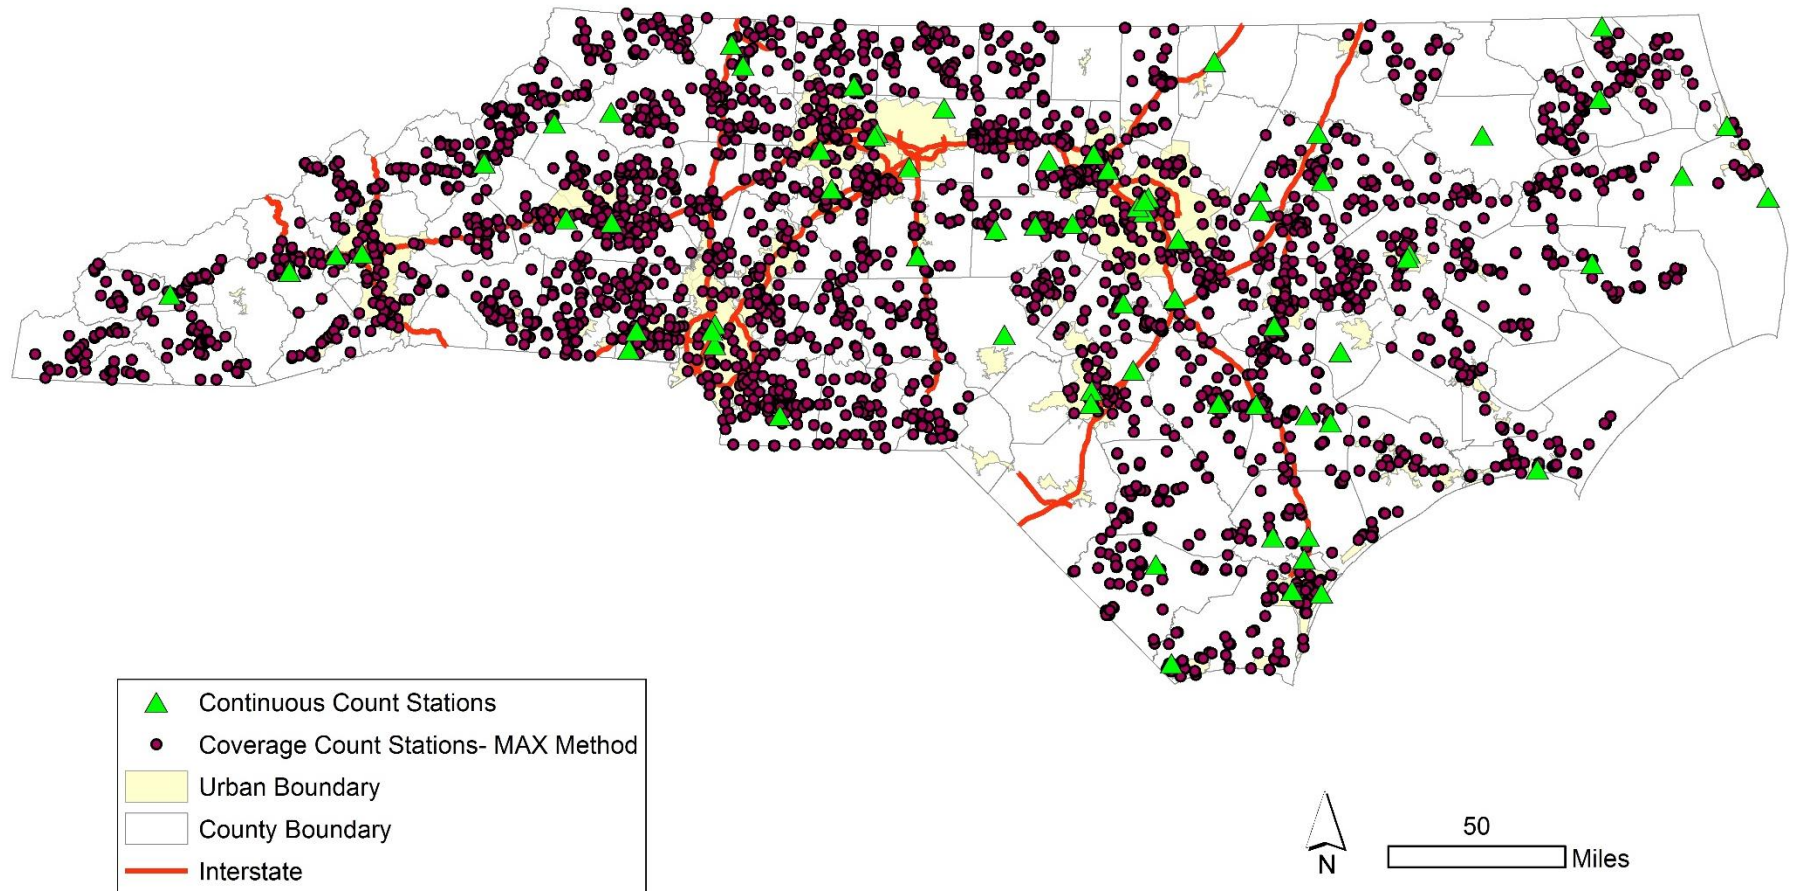 Continuous Count Stations
Coverage Count Stations- MAX Method
Urban Boundary
County Boundary
Interstate
N
50
Miles